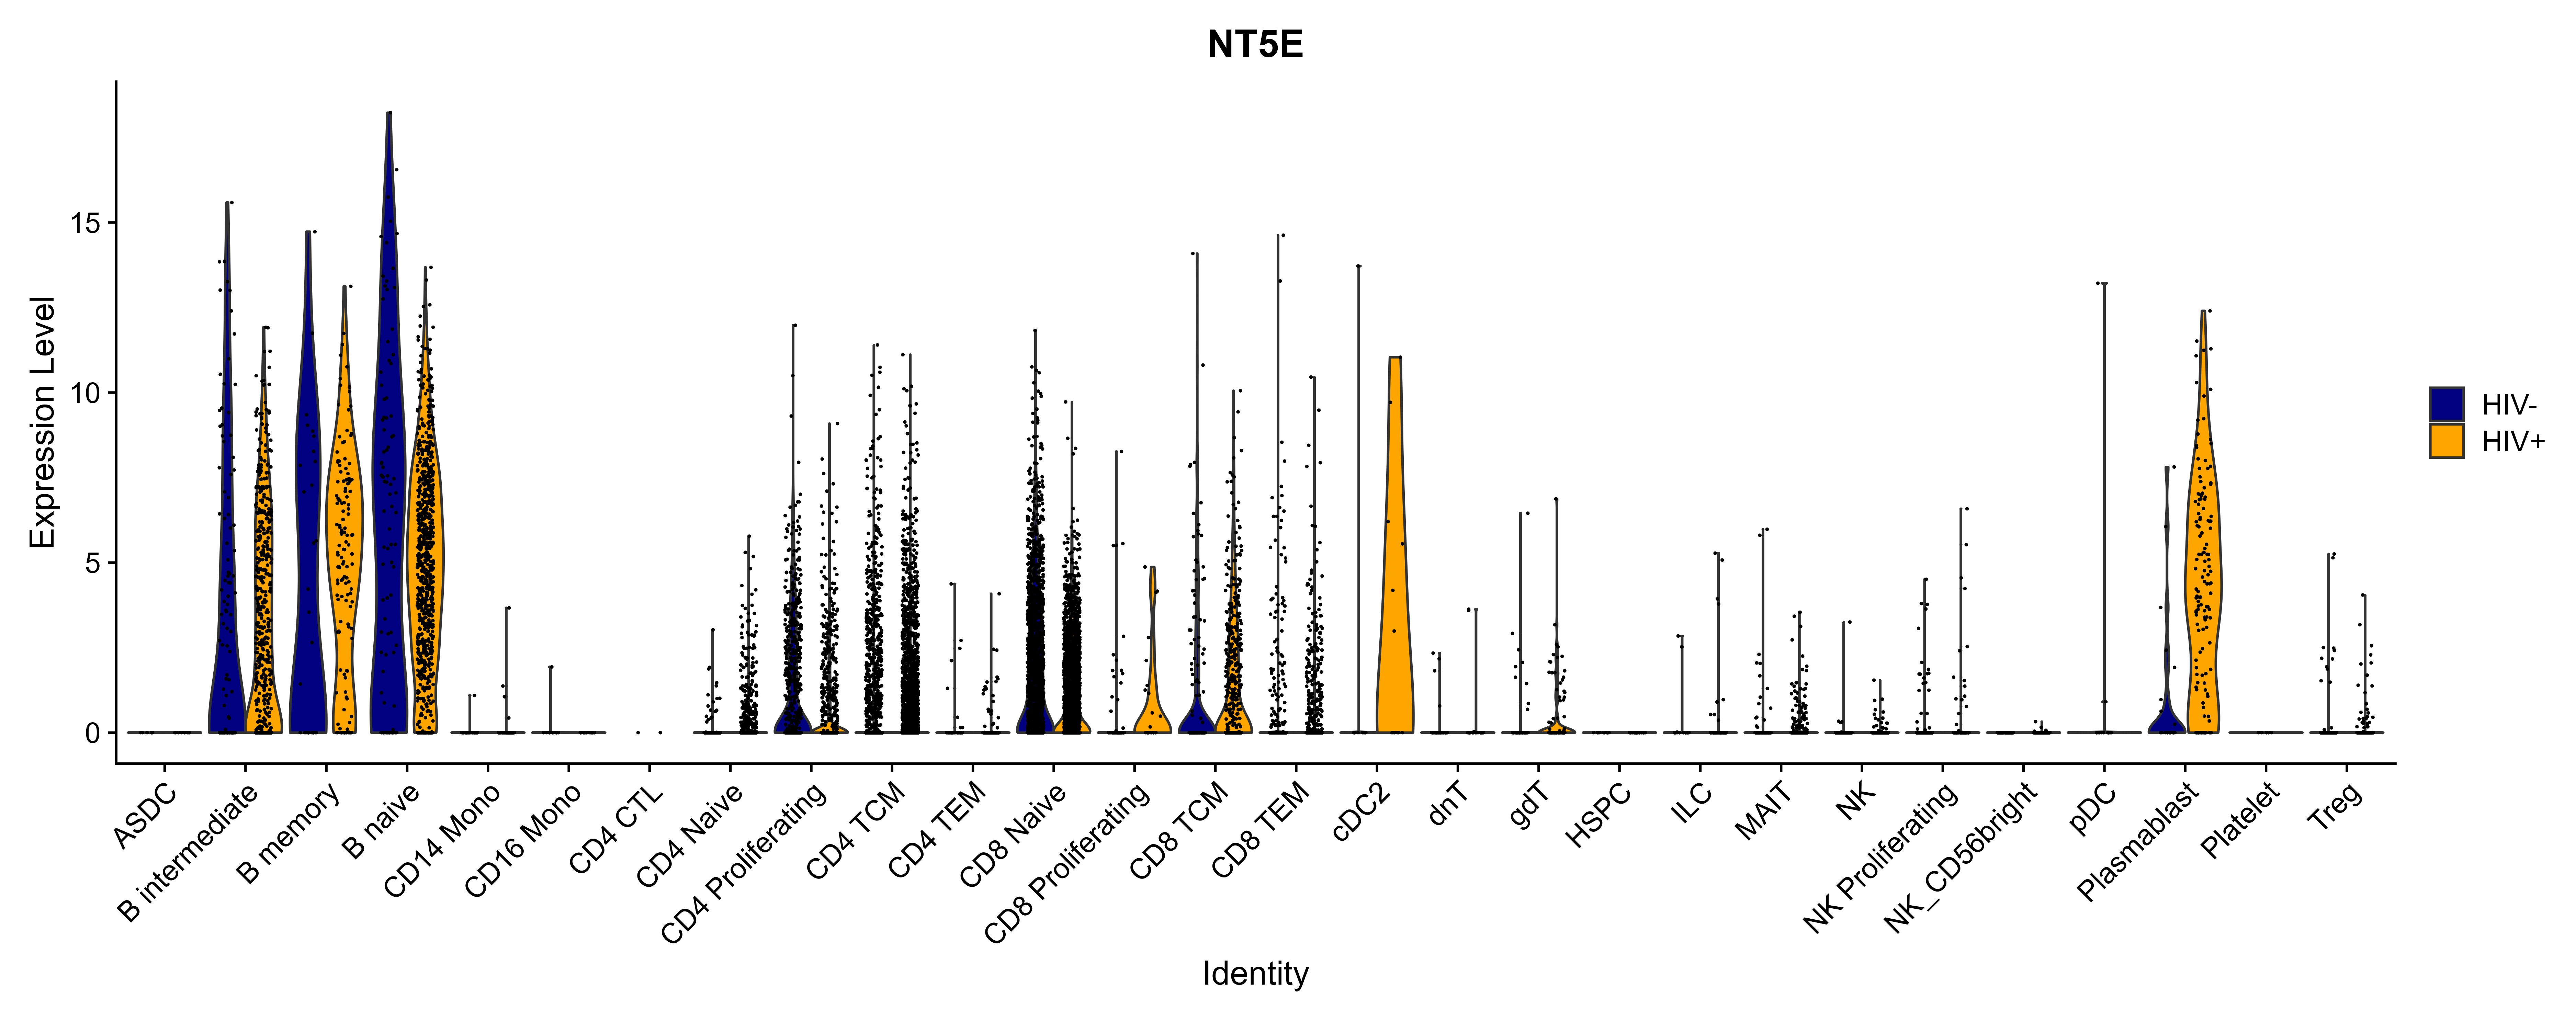 NT5E
Expression Level
15
10
5
0
ASDC
B intermediate
B memory
B naive
CD14 Mono
CD16 Mono
CD4 CTL
CD4 Naive
CD4 Proliferating
CD4 TCM
CD4 TEM
CD8 Naive
CD8 Proliferating
CD8 TCM
CD8 TEM
cDC2
dnT
gdT
HSPC
ILC
MAIT
NK
NK Proliferating
NK_CD56bright
pDC
Plasmablast
Platelet
Treg
Identity
HIV-
HIV+